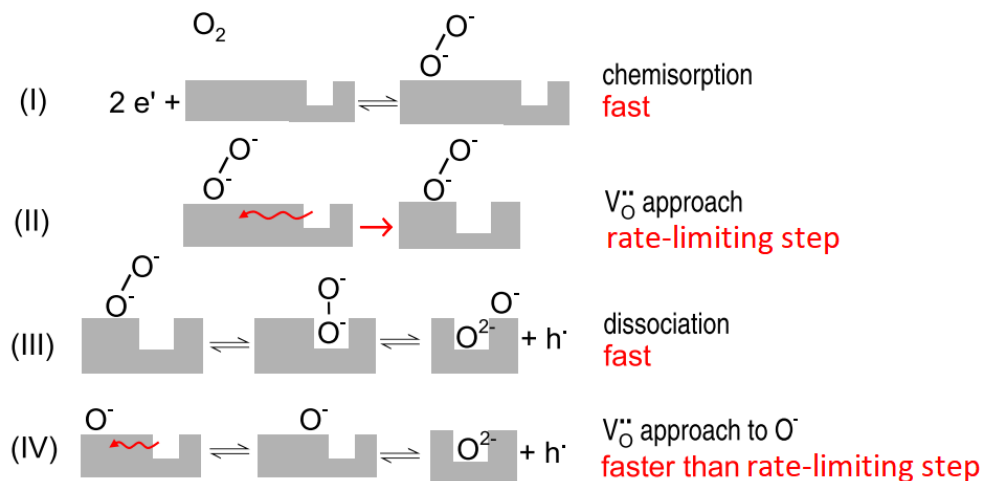 O₂
O⁻
O⁻
(I) 2 e' + ⇌ chemisorption
fast
O⁻
O⁻
(II) → V_O^{••} approach
rate-limiting step
O⁻
O⁻
O⁻
O⁻
O⁻
(III) ⇌ ⇌ O²⁻ + h˙ dissociation
fast
O⁻ O⁻
(IV) ⇌ ⇌ O²⁻ + h˙ V_O^{••} approach to O⁻
faster than rate-limiting step